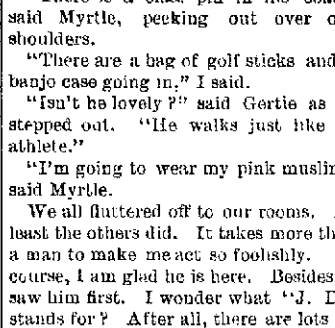 said Myrtle, peeking out over o
shoulders.
"There are a bag of golf sticks and
banjo case going in." I said.
"Isn't he lovely?" said Gertie as
stepped out. "He walks just like
athlete."
"I'm going to wear my pink muslin
said Myrtle.
We all fluttered off to our rooms.
least the others did. It takes more th
a man to make me act so foolishly.
course, I am glad he is here. Besides
saw him first. I wonder what "J. D
stands for? After all, there are lots